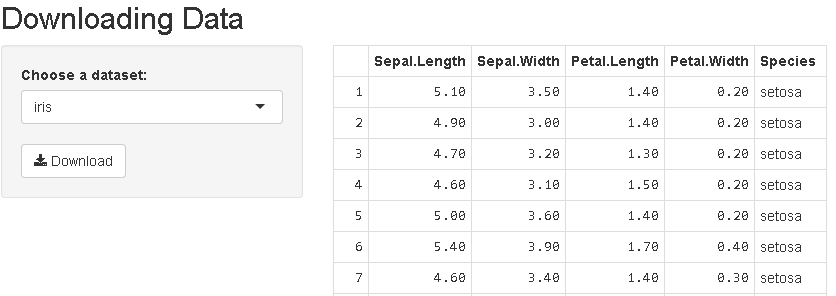 Downloading Data
Choose a dataset:
iris
Download
Sepal.Length Sepal.Width Petal.Length Petal.Width Species
1 5.10 3.50 1.40 0.20 setosa
2 4.90 3.00 1.40 0.20 setosa
3 4.70 3.20 1.30 0.20 setosa
4 4.60 3.10 1.50 0.20 setosa
5 5.00 3.60 1.40 0.20 setosa
6 5.40 3.90 1.70 0.40 setosa
7 4.60 3.40 1.40 0.30 setosa